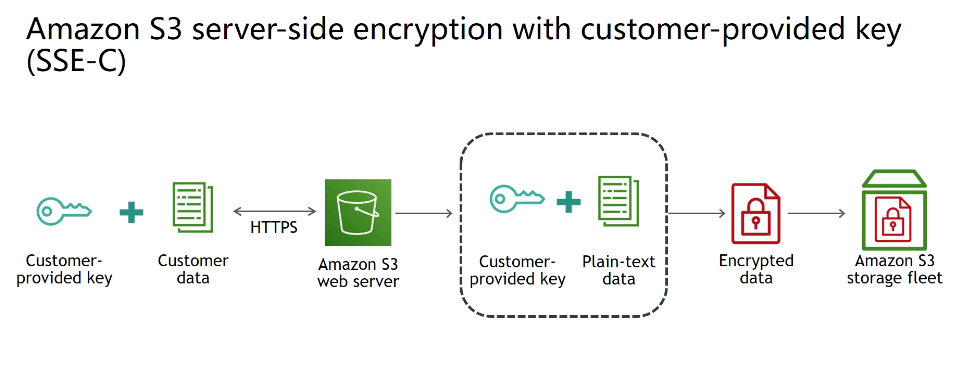 Amazon S3 server-side encryption with customer-provided key
(SSE-C)
HTTPS
Customer-
provided key
Customer
data
Amazon S3
web server
Customer-
provided key
Plain-text
data
Encrypted
data
Amazon S3
storage fleet